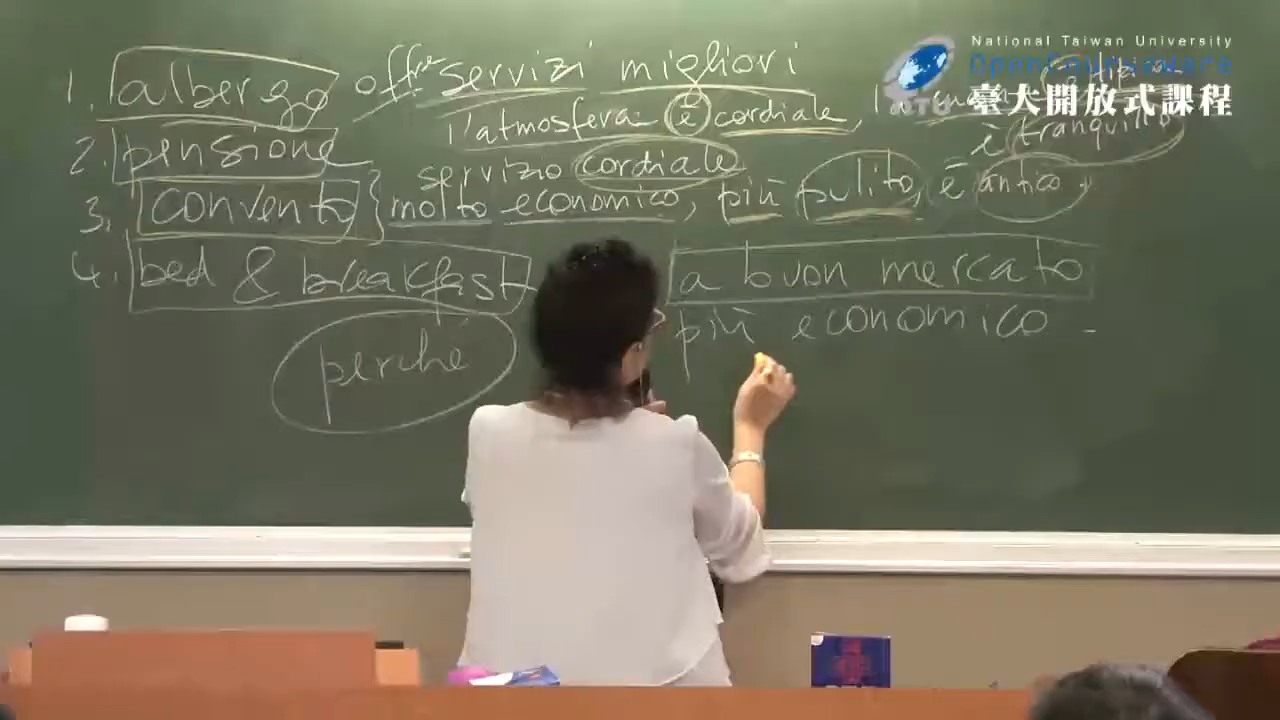 1. albergo offre servizi migliori
l'atmosfera è cordiale,
è tranquillo
2. pensione servizio cordiale
3. convento molto economico, più pulito, è antico.
4. bed & breakfast a buon mercato
più economico -
perché
National Taiwan University
OpenCourseware
臺大開放式課程
NTU